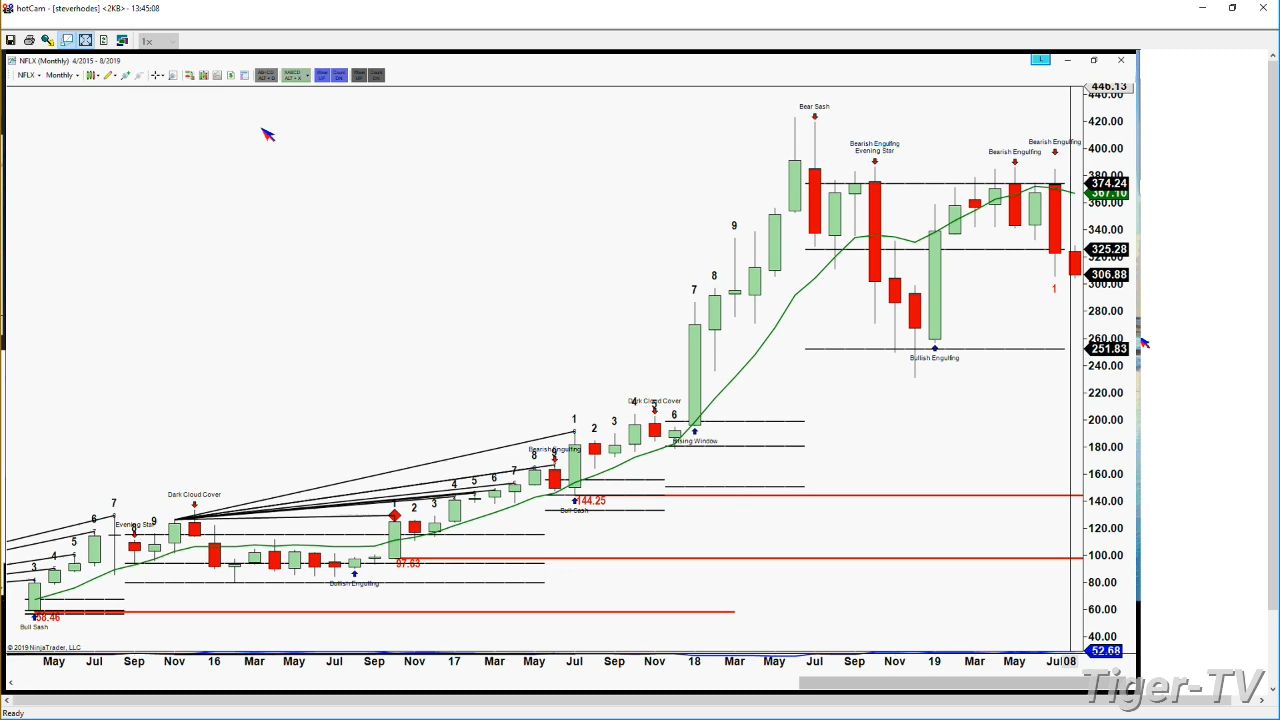 hotCam - [steverhodes] <2KB> - 13:45:08
1x
NFLX (Monthly) 4/2015 - 8/2019
L
NFLX Monthly
AB=CD ALT + D
XABCD ALT + X
446.13
440.00
Bear Sash
420.00
Bearish Engulfing
Evening Star
Bearish Engulfing
Bearish Engulfing
400.00
380.00
374.24
367.10
360.00
340.00
9
325.28
320.00
8
306.88
7
1
300.00
280.00
260.00
251.83
Bullish Engulfing
240.00
220.00
Dark Cloud Cover
4 5
6
1
2
3
200.00
Rising Window
180.00
Bearish Engulfing
8 9
7
6
5
4
160.00
144.25
140.00
Bull Sash
Dark Cloud Cover
7
6
Evening Star
8 9
5
4
3
1
2
3
120.00
100.00
97.63
80.00
Bullish Engulfing
58.46
60.00
Bull Sash
40.00
© 2019 NinjaTrader, LLC
52.68
May Jul Sep Nov 16 Mar May Jul Sep Nov 17 Mar May Jul Sep Nov 18 Mar May Jul Sep Nov 19 Mar May Jul 08
Tiger-TV
Ready